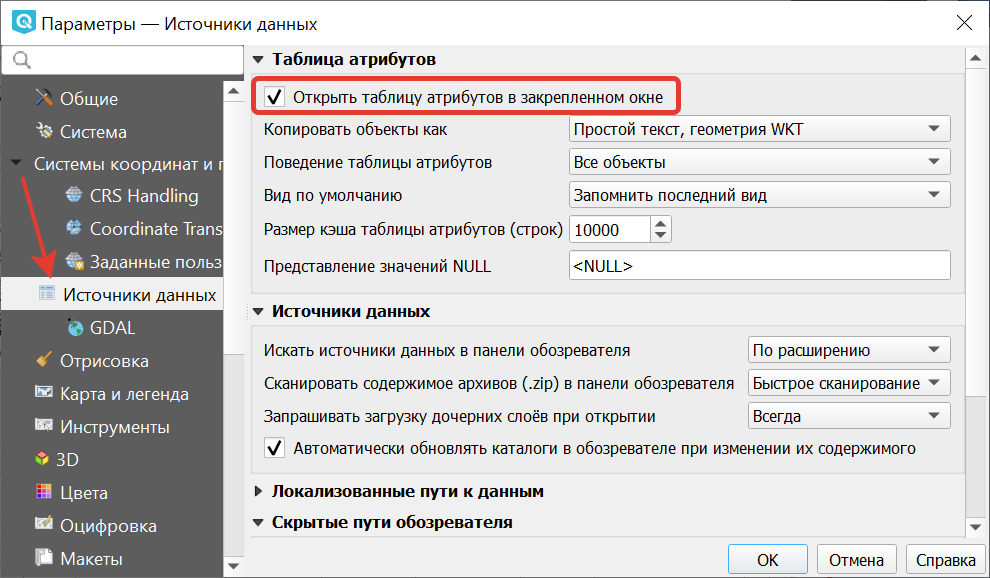 Параметры — Источники данных
Общие
Система
Системы координат и п
CRS Handling
Coordinate Trans
Заданные польз
Источники данных
GDAL
Отрисовка
Карта и легенда
Инструменты
3D
Цвета
Оцифровка
Макеты
Таблица атрибутов
Открыть таблицу атрибутов в закрепленном окне
Копировать объекты как Простой текст, геометрия WKT
Поведение таблицы атрибутов Все объекты
Вид по умолчанию Запомнить последний вид
Размер кэша таблицы атрибутов (строк) 10000
Представление значений NULL <NULL>
Источники данных
Искать источники данных в панели обозревателя По расширению
Сканировать содержимое архивов (.zip) в панели обозревателя Быстрое сканирование
Запрашивать загрузку дочерних слоёв при открытии Всегда
Автоматически обновлять каталоги в обозревателе при изменении их содержимого
Локализованные пути к данным
Скрытые пути обозревателя
OK Отмена Справка